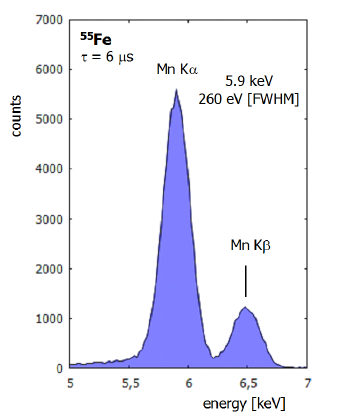 7000
⁵⁵Fe
τ = 6 μs
Mn Kα
5.9 keV
260 eV [FWHM]
6000
5000
counts
4000
3000
Mn Kβ
2000
1000
0
5
5,5
6
6,5
7
energy [keV]